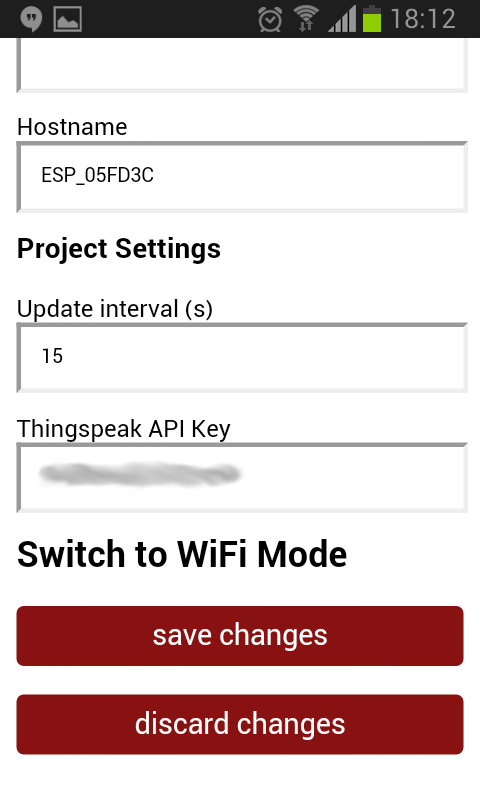 18:12
Hostname
ESP_05FD3C
Project Settings
Update interval (s)
15
Thingspeak API Key
Switch to WiFi Mode
save changes
discard changes